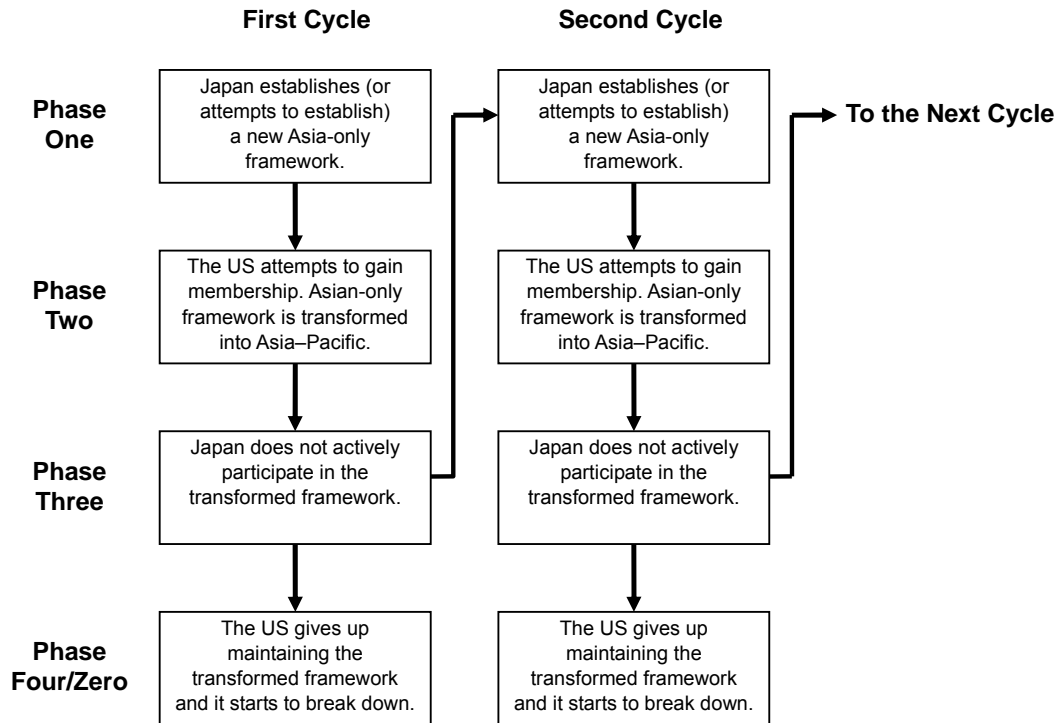 First Cycle
Second Cycle
Phase
One
Japan establishes (or
attempts to establish)
a new Asia-only
framework.
Japan establishes (or
attempts to establish)
a new Asia-only
framework.
To the Next Cycle
Phase
Two
The US attempts to gain
membership. Asian-only
framework is transformed
into Asia–Pacific.
The US attempts to gain
membership. Asian-only
framework is transformed
into Asia–Pacific.
Phase
Three
Japan does not actively
participate in the
transformed framework.
Japan does not actively
participate in the
transformed framework.
Phase
Four/Zero
The US gives up
maintaining the
transformed framework
and it starts to break down.
The US gives up
maintaining the
transformed framework
and it starts to break down.